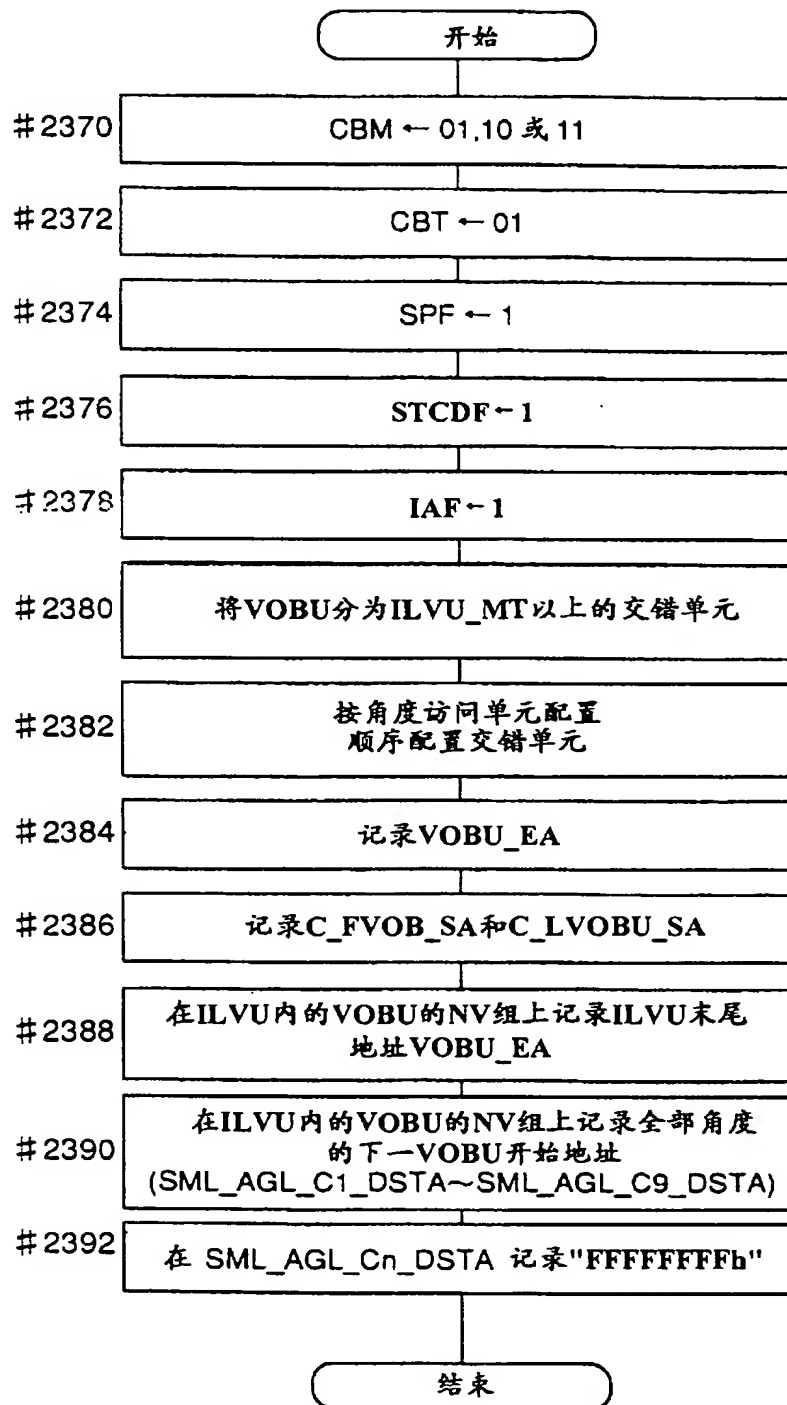 开始
#2370
CBM ← 01,10 或 11
#2372
CBT ← 01
#2374
SPF ← 1
#2376
STCDF ← 1
#2378
IAF ← 1
#2380
将VOBU分为ILVU_MT以上的交错单元
#2382
按角度访问单元配置
顺序配置交错单元
#2384
记录VOBU_EA
#2386
记录C_FVOB_SA和C_LVOBU_SA
#2388
在ILVU内的VOBU的NV组上记录ILVU末尾
地址VOBU_EA
#2390
在ILVU内的VOBU的NV组上记录全部角度
的下一VOBU开始地址
(SML_AGL_C1_DSTA~SML_AGL_C9_DSTA)
#2392
在 SML_AGL_Cn_DSTA 记录"FFFFFFFFh"
结束